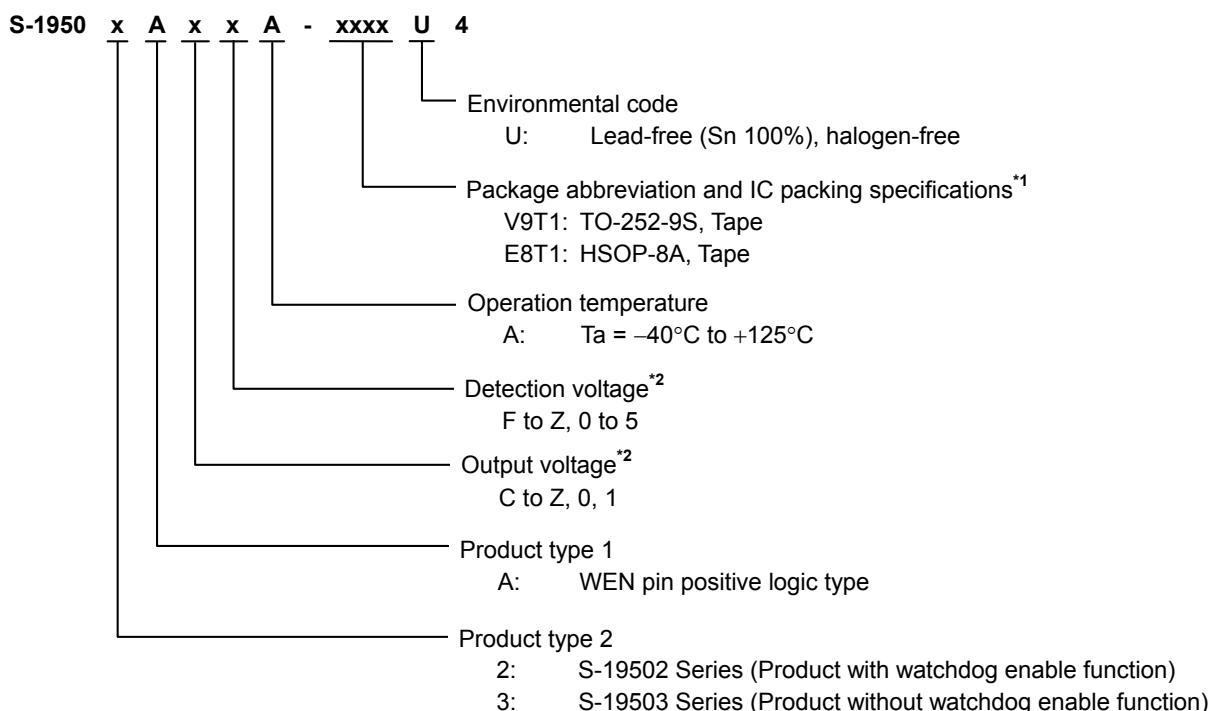 S-1950 x A x x A - xxxx U 4
Environmental code
U: Lead-free (Sn 100%), halogen-free
Package abbreviation and IC packing specifications*1
V9T1: TO-252-9S, Tape
E8T1: HSOP-8A, Tape
Operation temperature
A: Ta = −40°C to +125°C
Detection voltage*2
F to Z, 0 to 5
Output voltage*2
C to Z, 0, 1
Product type 1
A: WEN pin positive logic type
Product type 2
2: S-19502 Series (Product with watchdog enable function)
3: S-19503 Series (Product without watchdog enable function)